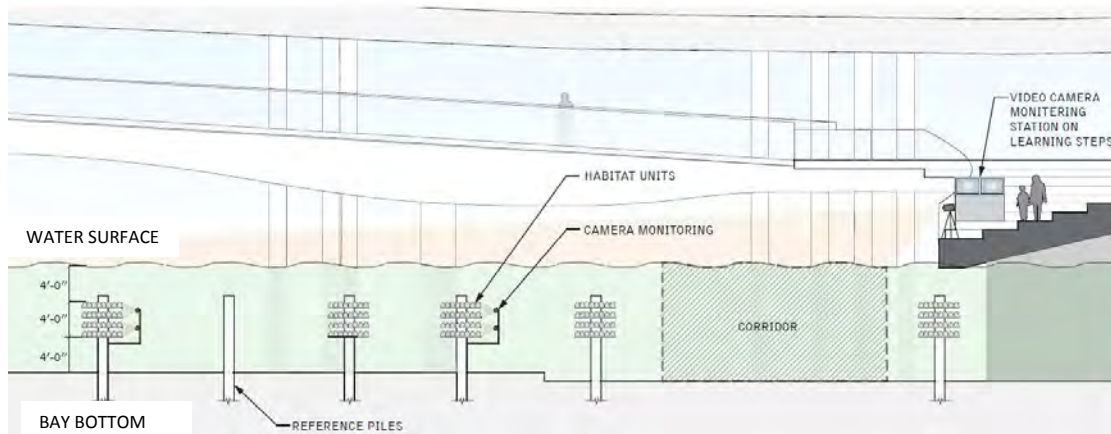 VIDEO CAMERA
MONITERING
STATION ON
LEARNING STEPS
HABITAT UNITS
CAMERA MONITORING
WATER SURFACE
4'-0"
4'-0"
4'-0"
CORRIDOR
BAY BOTTOM
REFERENCE PILES